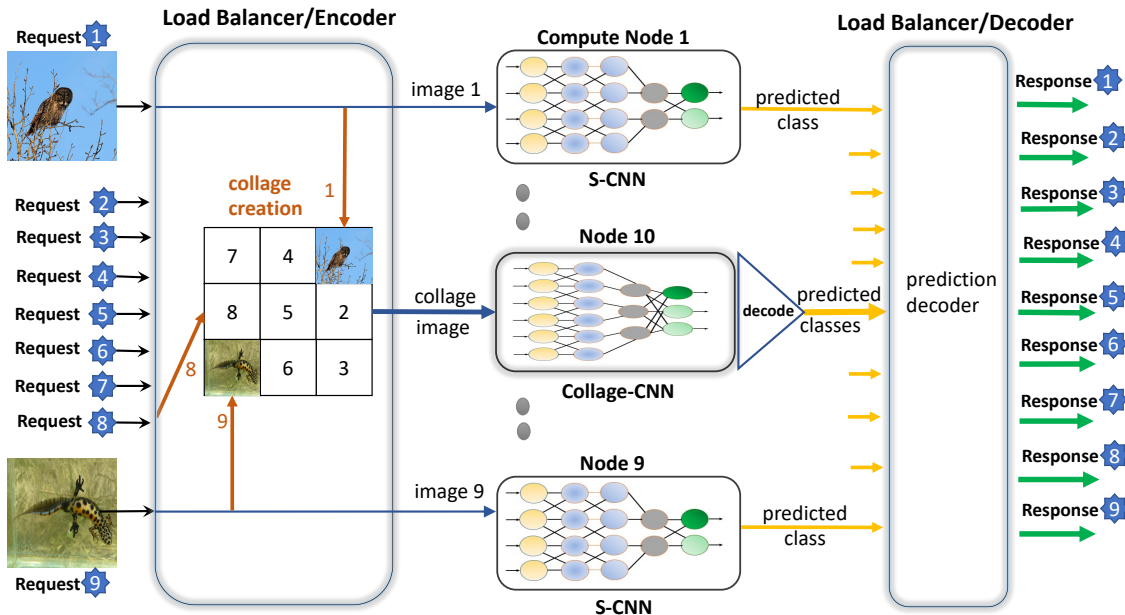 Load Balancer/Encoder
Load Balancer/Decoder
Request 1
Compute Node 1
image 1
S-CNN
predicted
class
Response 1
Response 2
Response 3
Response 4
Response 5
Response 6
Response 7
Response 8
Response 9
Request 2
Request 3
Request 4
Request 5
Request 6
Request 7
Request 8
collage
creation
1
7 4
8 5 2
6 3
8
9
collage
image
Node 10
decode
Collage-CNN
predicted
classes
prediction
decoder
Node 9
image 9
S-CNN
predicted
class
Request 9